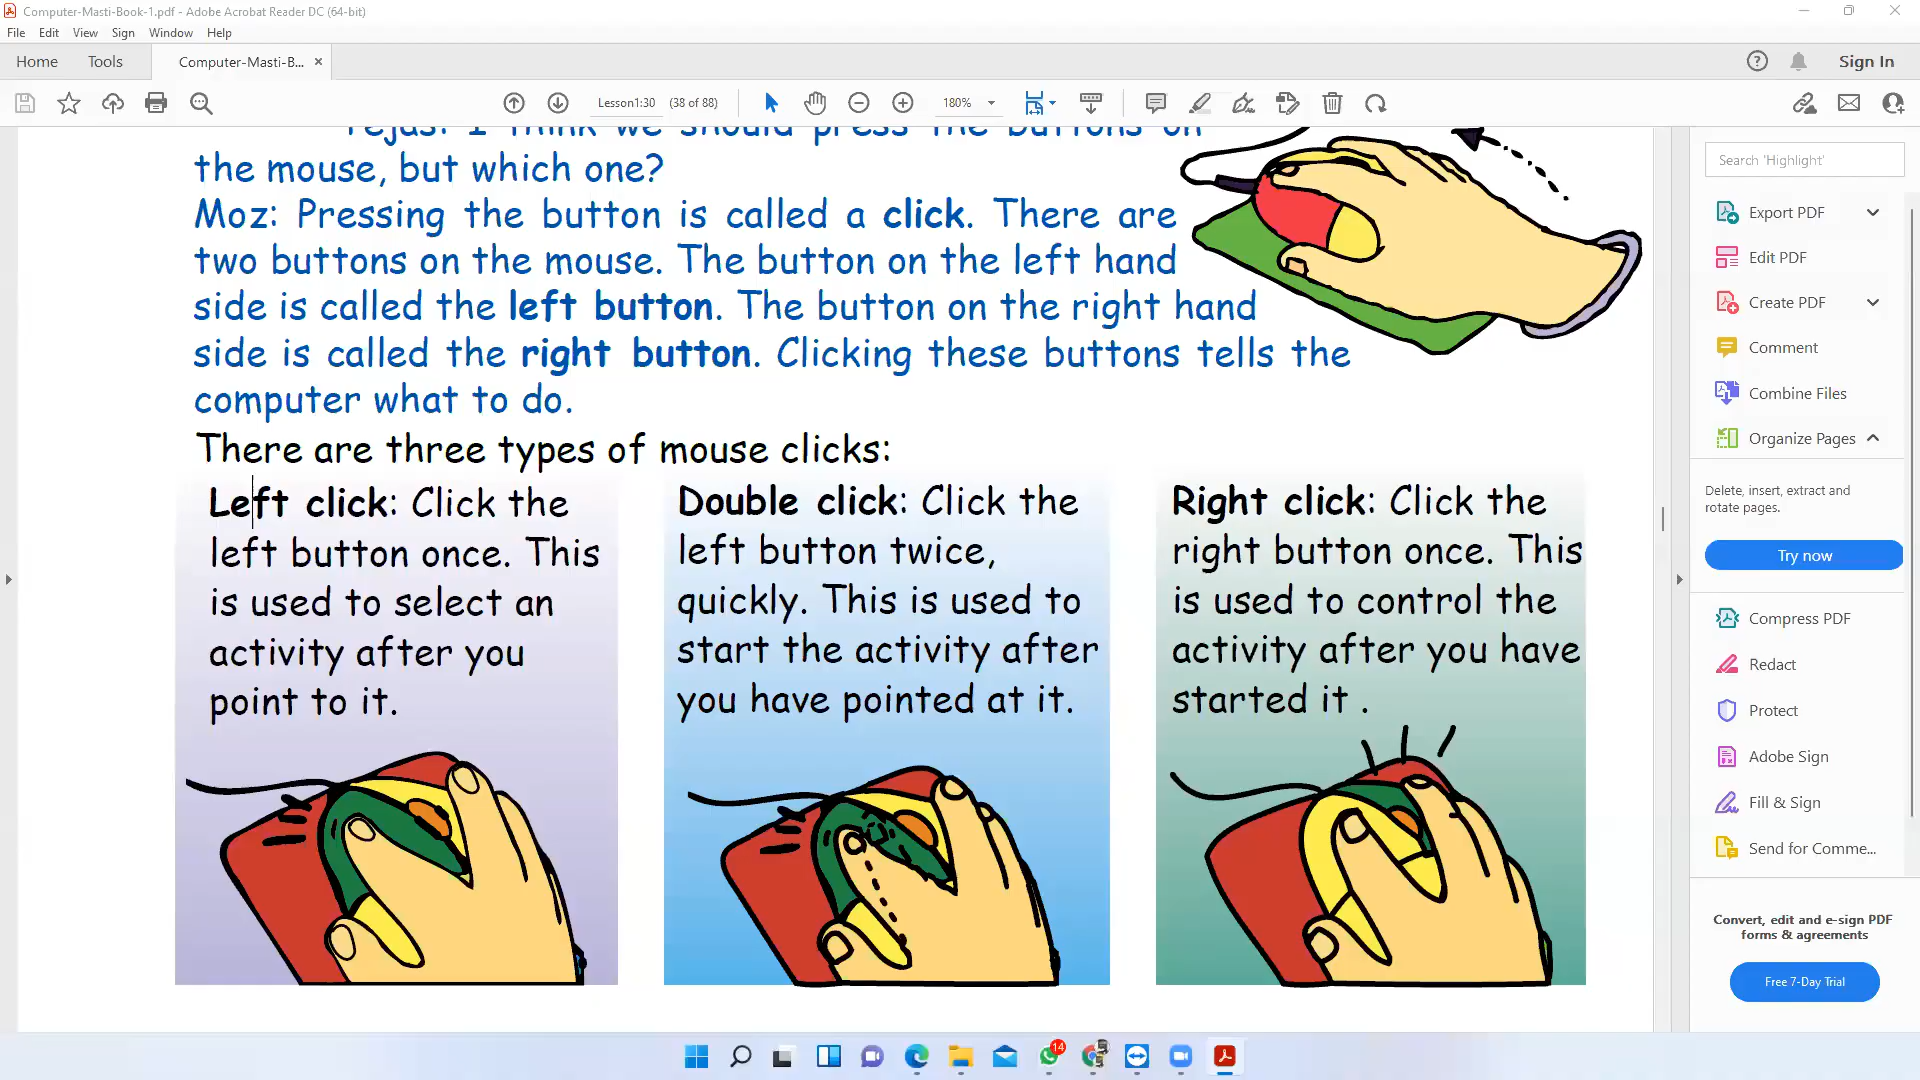 Computer-Masti-Book-1.pdf - Adobe Acrobat Reader DC (64-bit)
File Edit View Sign Window Help
Home Tools Computer-Masti-B... Sign In
Lesson1:30 (38 of 88) 180%
Tejas: I think we should press the buttons on
the mouse, but which one?
Moz: Pressing the button is called a click. There are
two buttons on the mouse. The button on the left hand
side is called the left button. The button on the right hand
side is called the right button. Clicking these buttons tells the
computer what to do.
There are three types of mouse clicks:
Left click: Click the
left button once. This
is used to select an
activity after you
point to it.
Double click: Click the
left button twice,
quickly. This is used to
start the activity after
you have pointed at it.
Right click: Click the
right button once. This
is used to control the
activity after you have
started it .
Search 'Highlight'
Export PDF
Edit PDF
Create PDF
Comment
Combine Files
Organize Pages
Delete, insert, extract and
rotate pages.
Try now
Compress PDF
Redact
Protect
Adobe Sign
Fill & Sign
Send for Comme...
Convert, edit and e-sign PDF
forms & agreements
Free 7-Day Trial
14